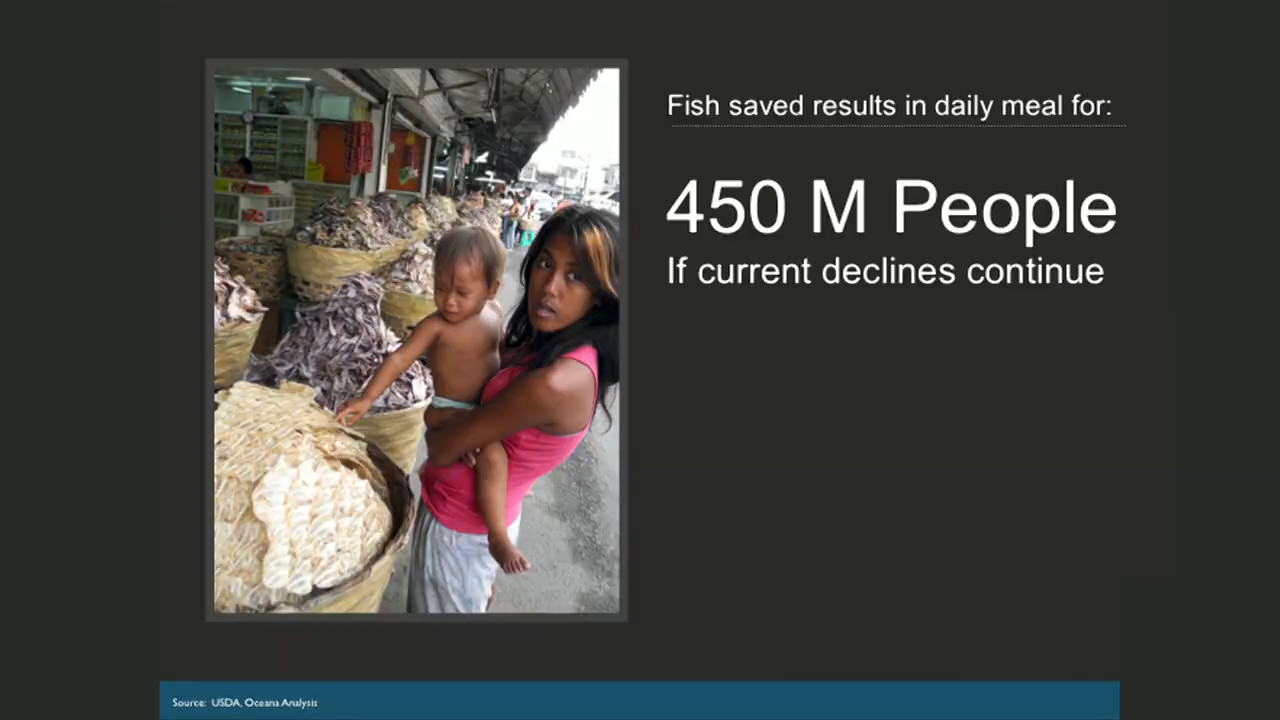 Fish saved results in daily meal for:
450 M People
If current declines continue
Source: USDA, Oceana Analysis